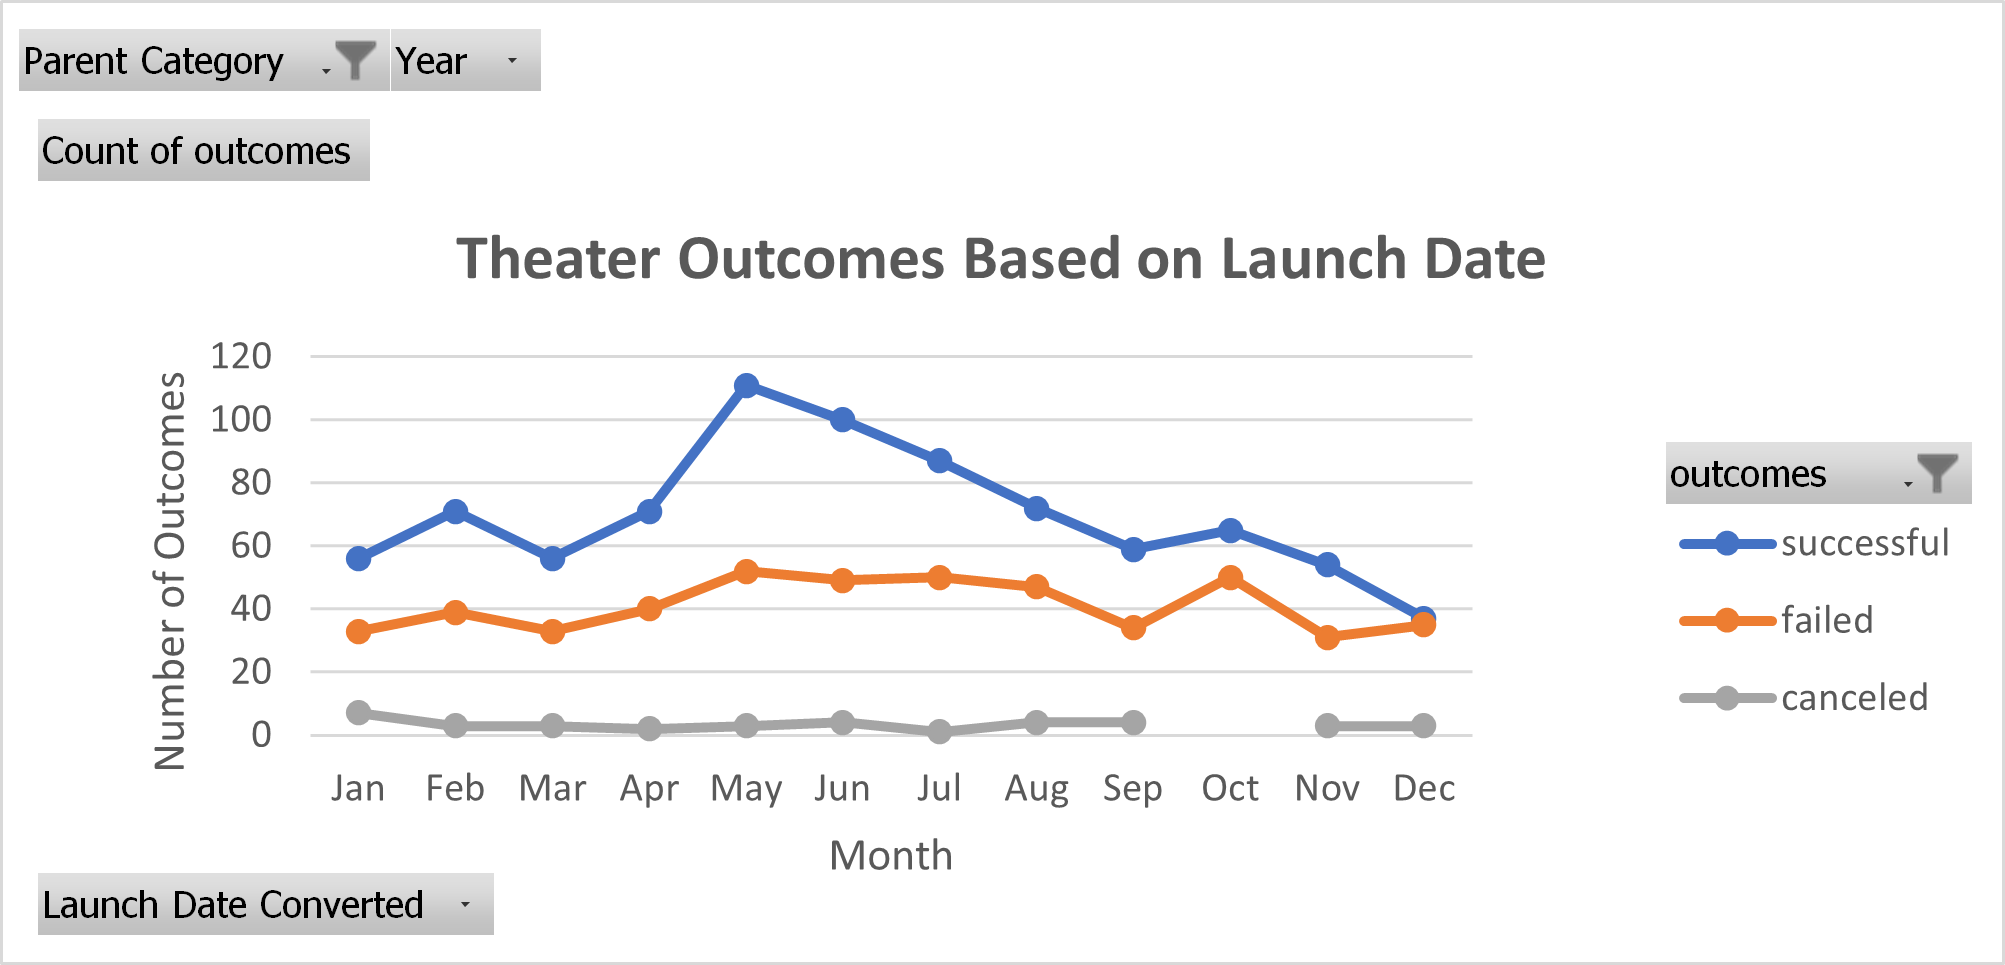 Parent Category Year
Count of outcomes
Theater Outcomes Based on Launch Date
120
100
80
60
40
20
0
Number of Outcomes
Jan Feb Mar Apr May Jun Jul Aug Sep Oct Nov Dec
Month
outcomes
successful
failed
canceled
Launch Date Converted